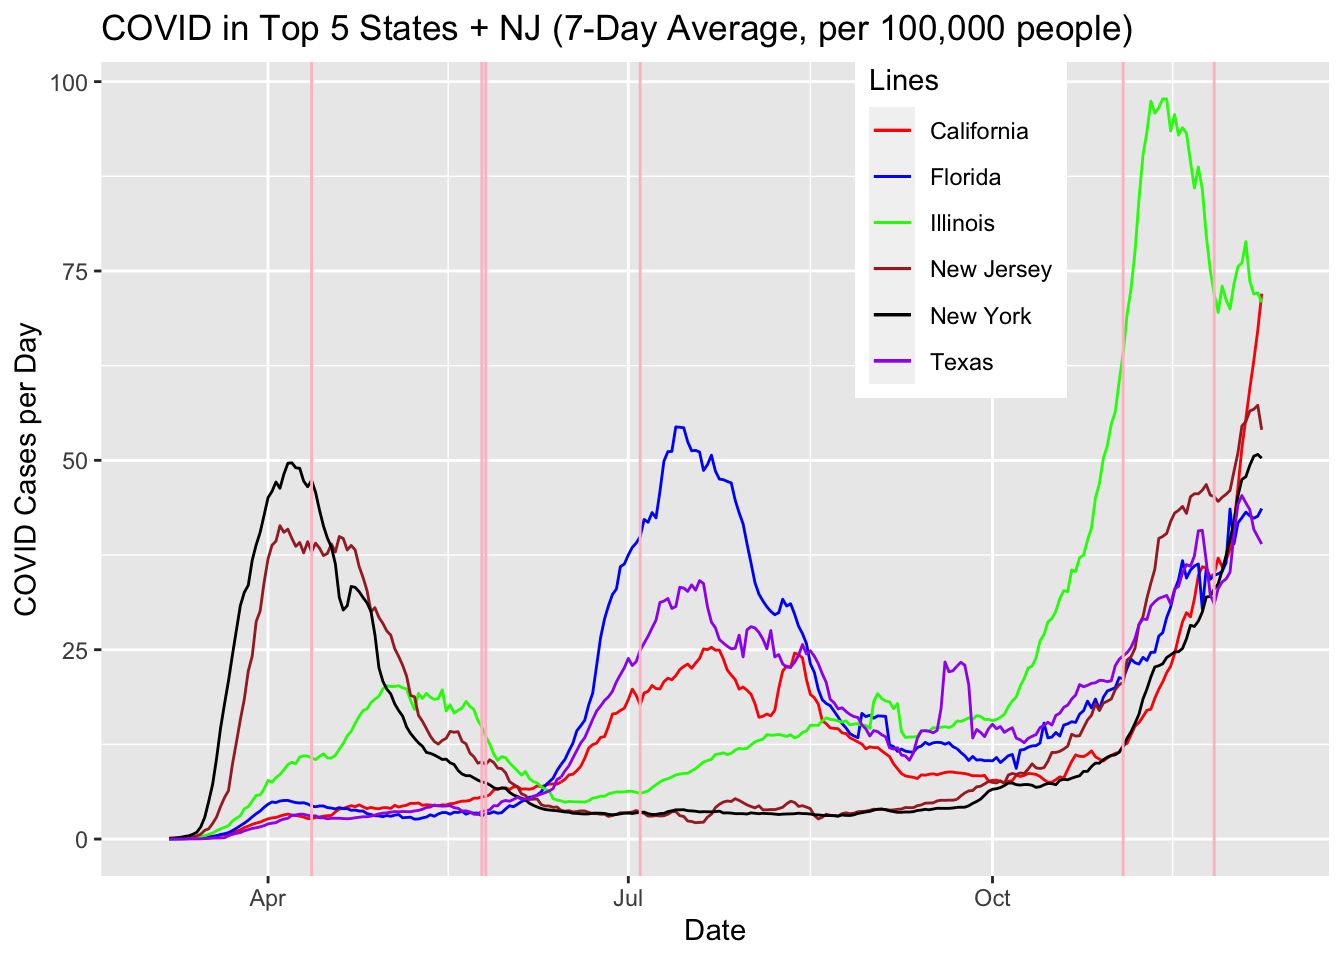 COVID in Top 5 States + NJ (7-Day Average, per 100,000 people)
Lines
California
Florida
Illinois
New Jersey
New York
Texas
COVID Cases per Day
100
75
50
25
0
Apr
Jul
Oct
Date